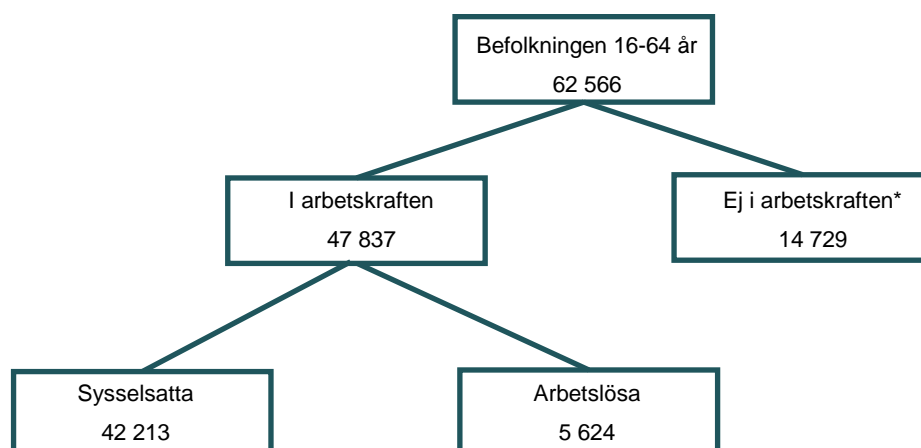 Befolkningen 16-64 år
62 566
I arbetskraften
47 837
Ej i arbetskraften*
14 729
Sysselsatta
42 213
Arbetslösa
5 624